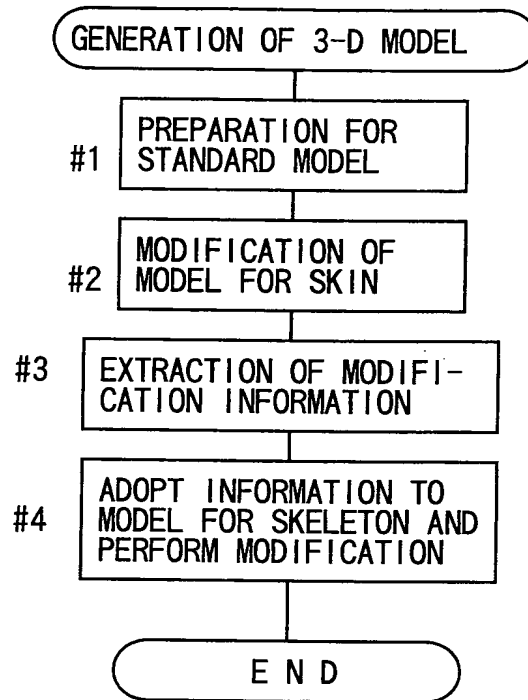 GENERATION OF 3-D MODEL
#1
PREPARATION FOR
STANDARD MODEL
#2
MODIFICATION OF
MODEL FOR SKIN
#3
EXTRACTION OF MODIFI-
CATION INFORMATION
#4
ADOPT INFORMATION TO
MODEL FOR SKELETON AND
PERFORM MODIFICATION
END